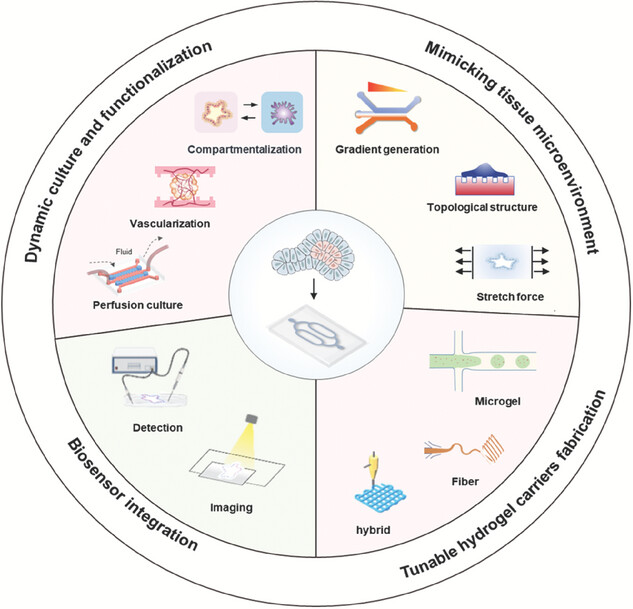 Dynamic culture and functionalization
Mimicking tissue microenvironment
Compartmentalization
Gradient generation
Vascularization
Topological structure
Fluid
Perfusion culture
Stretch force
Detection
Imaging
Microgel
Fiber
hybrid
Biosensor integration
Tunable hydrogel carriers fabrication